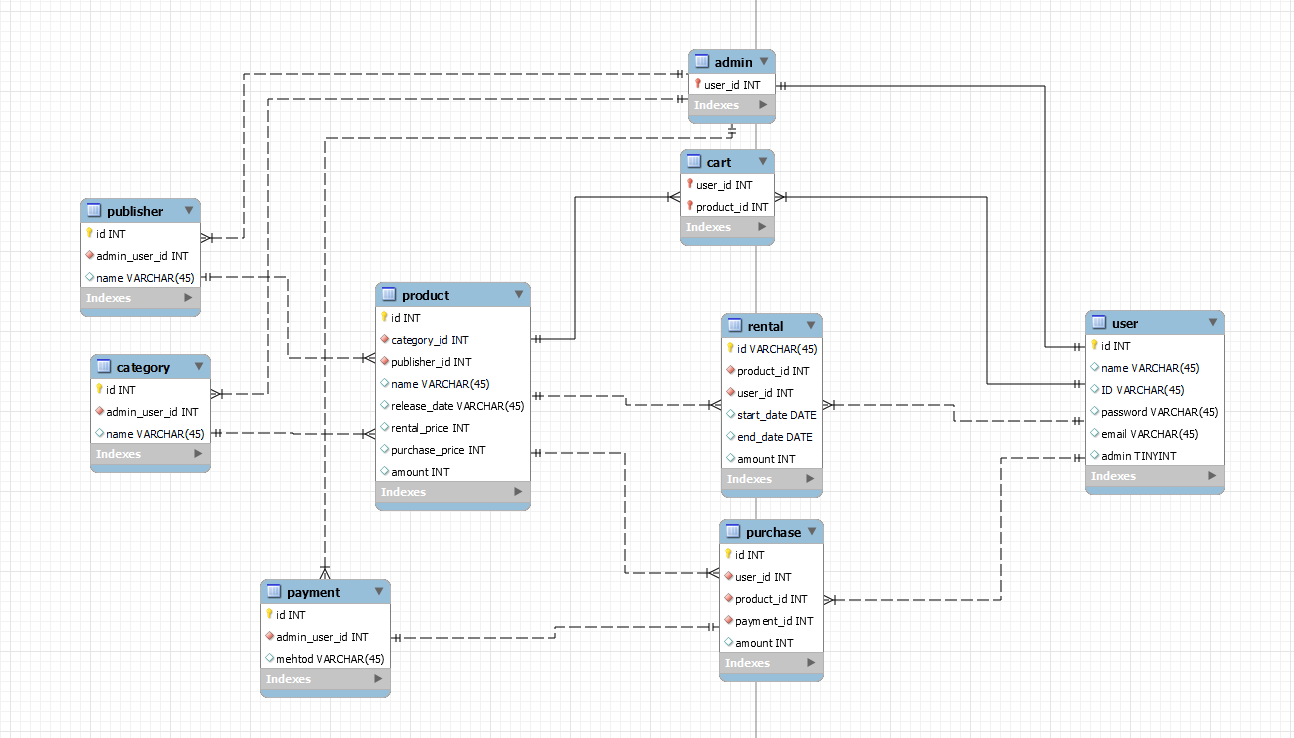 admin
user_id INT
Indexes
cart
user_id INT
product_id INT
Indexes
publisher
id INT
admin_user_id INT
name VARCHAR(45)
Indexes
category
id INT
admin_user_id INT
name VARCHAR(45)
Indexes
product
id INT
category_id INT
publisher_id INT
name VARCHAR(45)
release_date VARCHAR(45)
rental_price INT
purchase_price INT
amount INT
Indexes
rental
id VARCHAR(45)
product_id INT
user_id INT
start_date DATE
end_date DATE
amount INT
Indexes
user
id INT
name VARCHAR(45)
ID VARCHAR(45)
password VARCHAR(45)
email VARCHAR(45)
admin TINYINT
Indexes
purchase
id INT
user_id INT
product_id INT
payment_id INT
amount INT
Indexes
payment
id INT
admin_user_id INT
mehtod VARCHAR(45)
Indexes